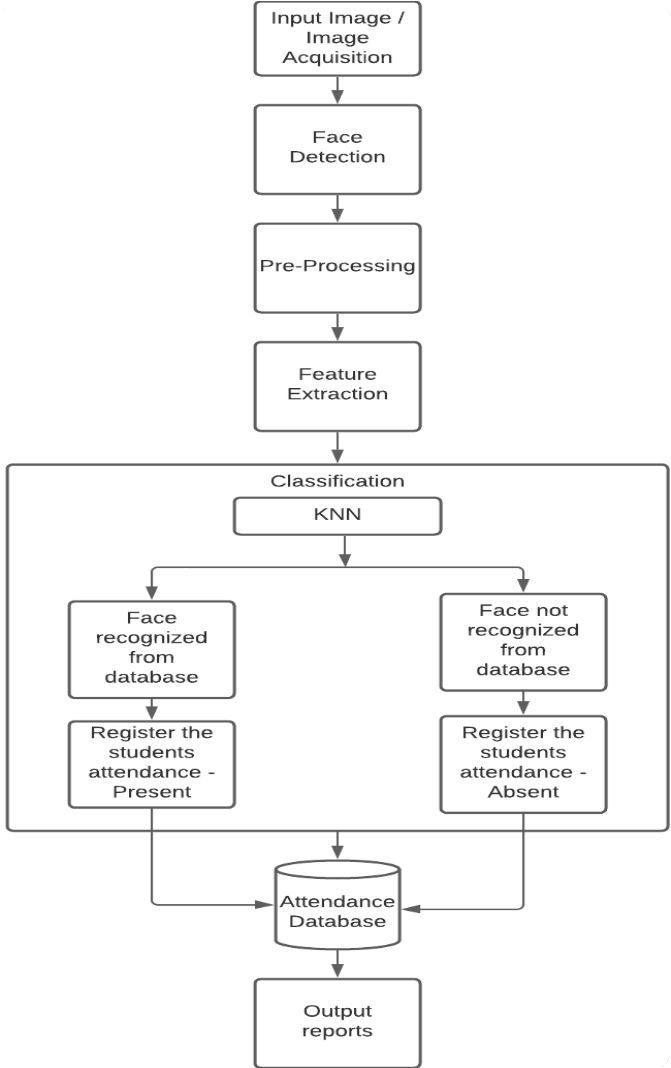 Input Image /
Image
Acquisition
Face
Detection
Pre-Processing
Feature
Extraction
Classification
KNN
Face
recognized
from
database
Face not
recognized
from
database
Register the
students
attendance -
Present
Register the
students
attendance -
Absent
Attendance
Database
Output
reports